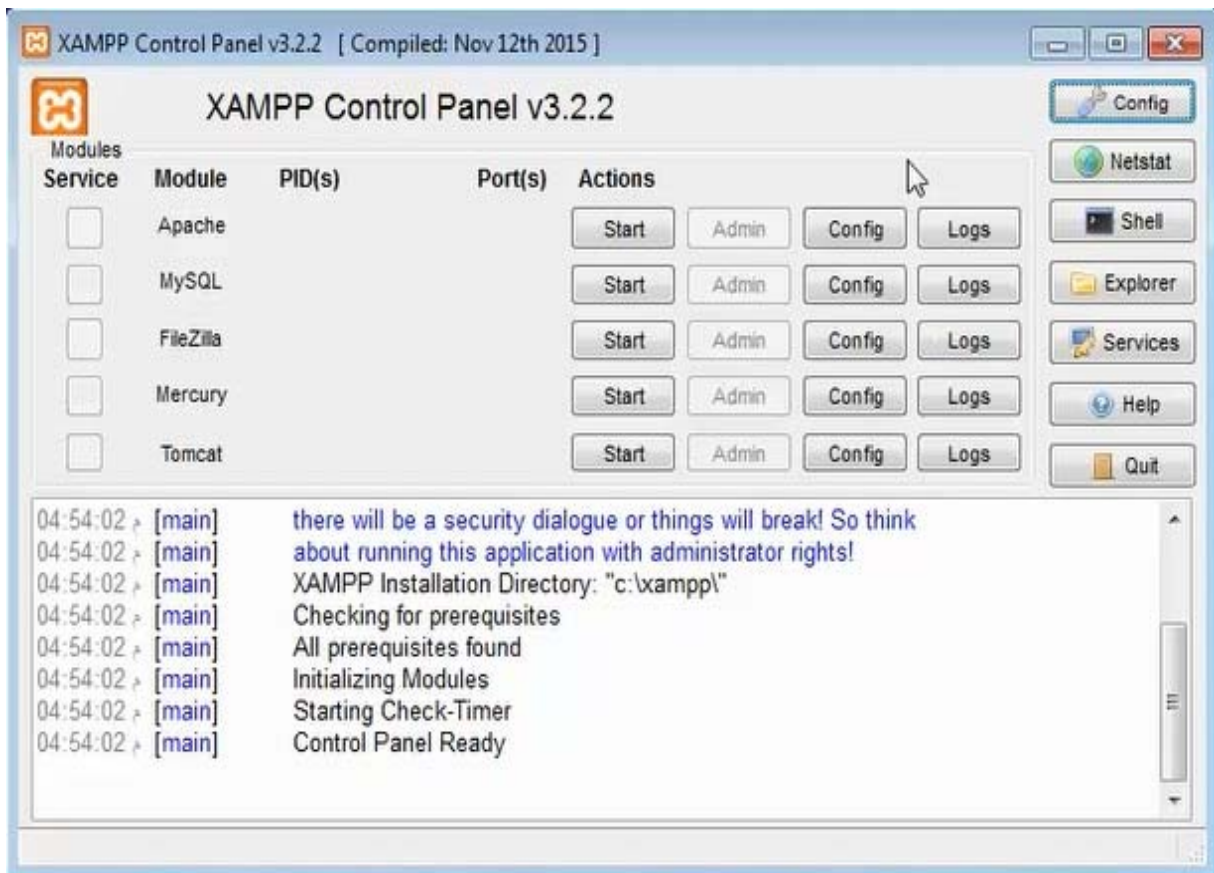 XAMPP Control Panel v3.2.2 [ Compiled: Nov 12th 2015 ]
XAMPP Control Panel v3.2.2
Config
Modules
Service Module PID(s) Port(s) Actions
Netstat
Apache Start Admin Config Logs
Shell
MySQL Start Admin Config Logs
Explorer
FileZilla Start Admin Config Logs
Services
Mercury Start Admin Config Logs
Help
Tomcat Start Admin Config Logs
Quit
04:54:02 م [main] there will be a security dialogue or things will break! So think
04:54:02 م [main] about running this application with administrator rights!
04:54:02 م [main] XAMPP Installation Directory: "c:\xampp\"
04:54:02 م [main] Checking for prerequisites
04:54:02 م [main] All prerequisites found
04:54:02 م [main] Initializing Modules
04:54:02 م [main] Starting Check-Timer
04:54:02 م [main] Control Panel Ready